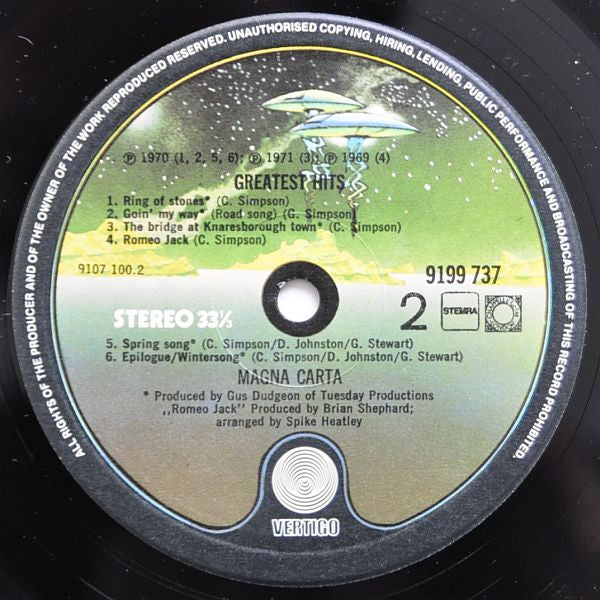 ALL RIGHTS OF THE PRODUCER AND OF THE OWNER OF THE WORK REPRODUCED RESERVED. UNAUTHORISED COPYING, HIRING, LENDING, PUBLIC PERFORMANCE AND BROADCASTING OF THIS RECORD PROHIBITED.
℗ 1970 (1, 2, 5, 6); ℗ 1971 (3); ℗ 1969 (4)
GREATEST HITS
1. Ring of stones* (C. Simpson)
2. Goin' my way* (Road song) (G. Simpson)
3. The bridge at Knaresborough town* (C. Simpson)
4. Romeo Jack (C. Simpson)
9107 100.2
9199 737
STEREO 33⅓
2
STEMRA
5. Spring song* (C. Simpson/D. Johnston/G. Stewart)
6. Epilogue/Wintersong* (C. Simpson/D. Johnston/G. Stewart)
MAGNA CARTA
* Produced by Gus Dudgeon of Tuesday Productions
,,Romeo Jack'' Produced by Brian Shephard;
arranged by Spike Heatley
VERTIGO